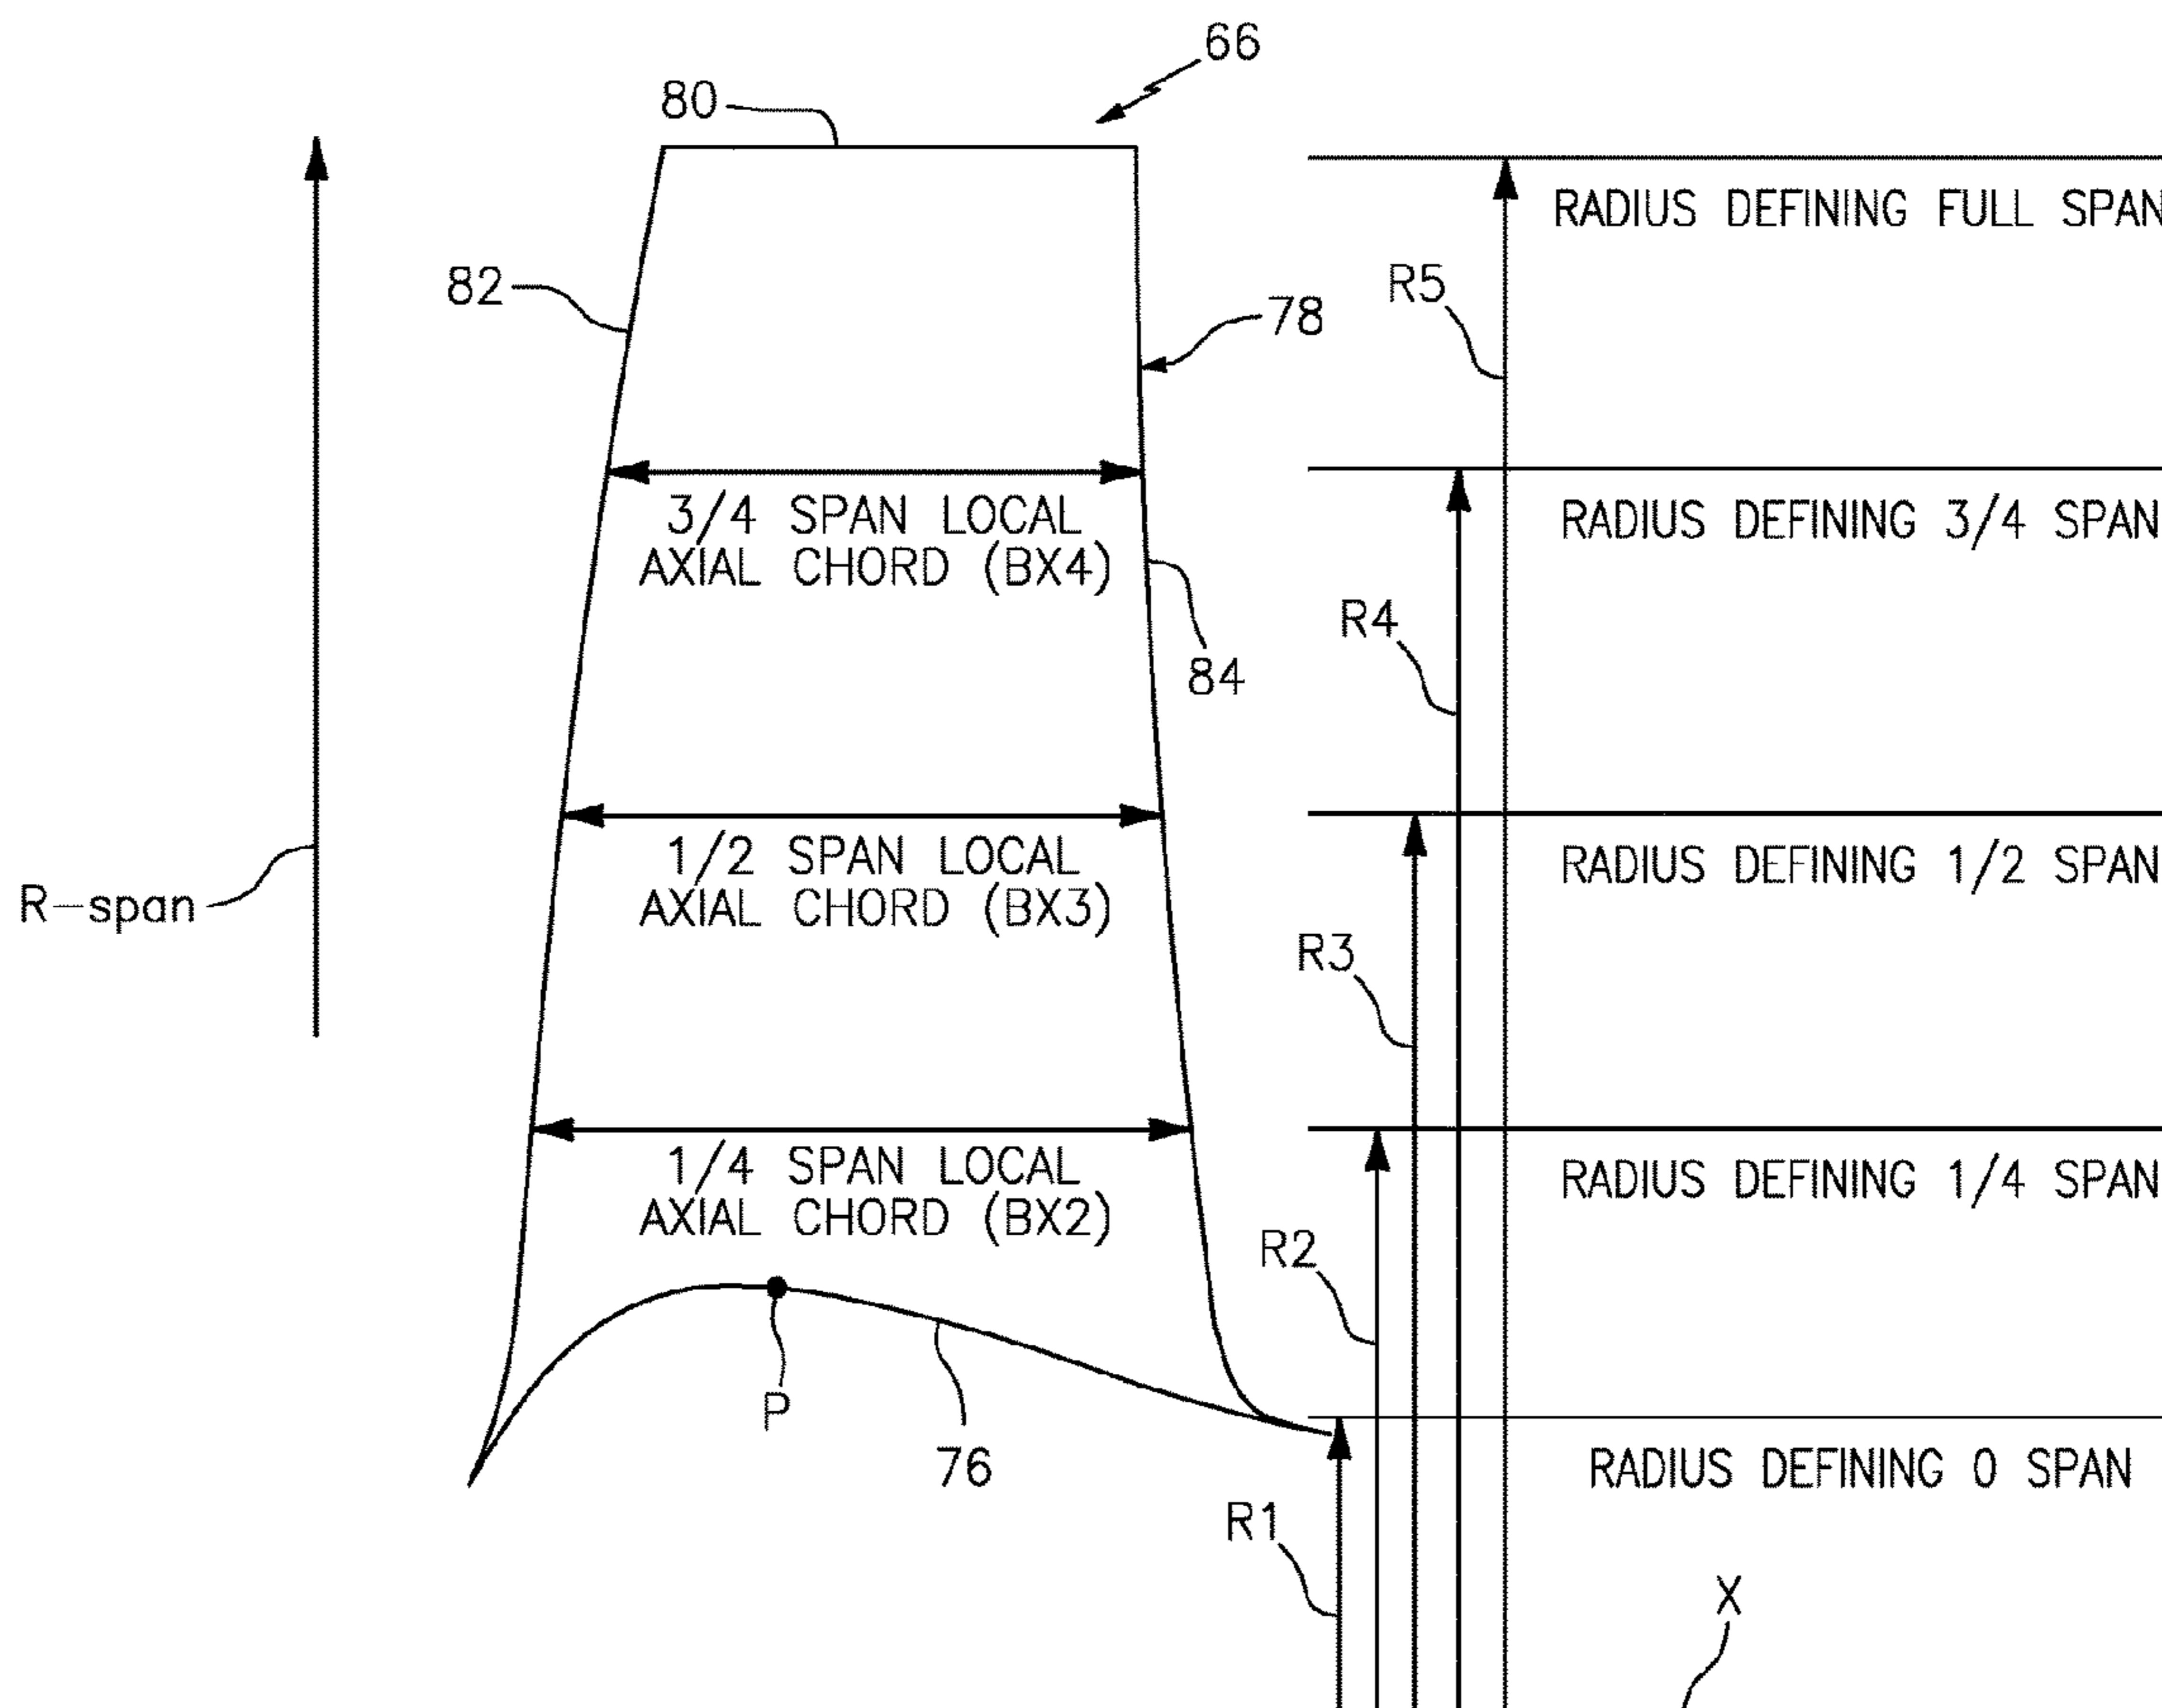 66
80
RADIUS DEFINING FULL SPAN
R5
82
78
3/4 SPAN LOCAL
AXIAL CHORD (BX4)
RADIUS DEFINING 3/4 SPAN
R4
84
1/2 SPAN LOCAL
AXIAL CHORD (BX3)
RADIUS DEFINING 1/2 SPAN
R-span
R3
1/4 SPAN LOCAL
AXIAL CHORD (BX2)
RADIUS DEFINING 1/4 SPAN
R2
P
76
RADIUS DEFINING 0 SPAN
R1
X